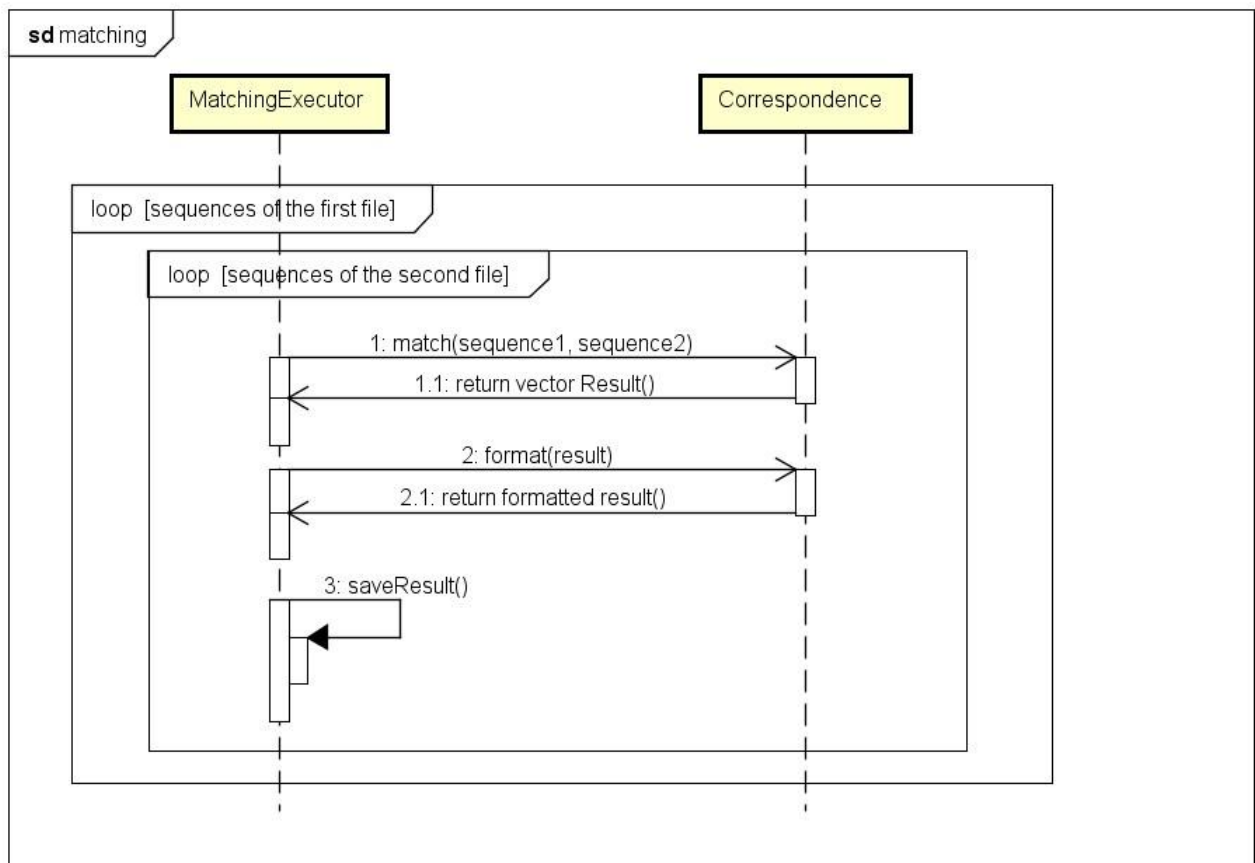 sd matching
MatchingExecutor
Correspondence
loop [sequences of the first file]
loop [sequences of the second file]
1: match(sequence1, sequence2)
1.1: return vector Result()
2: format(result)
2.1: return formatted result()
3: saveResult()